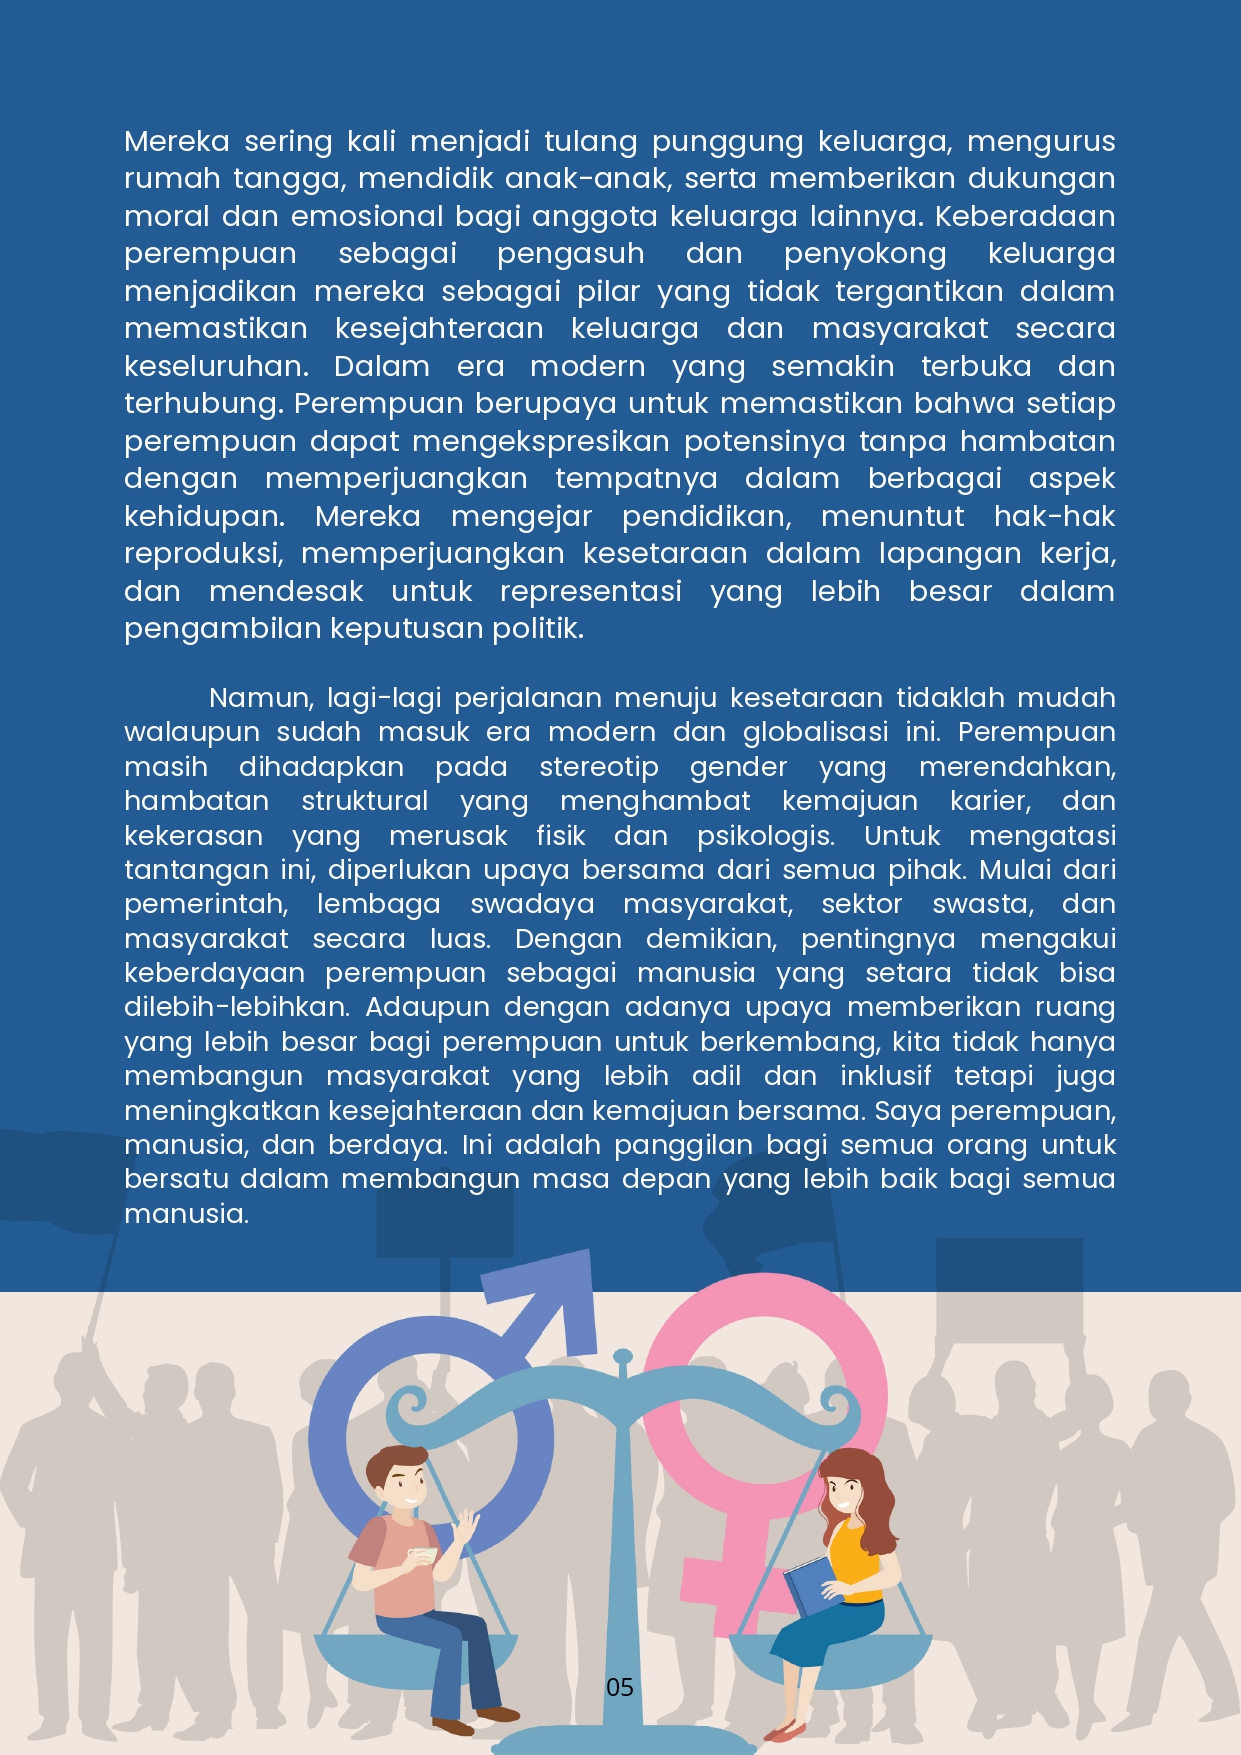 Mereka sering kali menjadi tulang punggung keluarga, mengurus
rumah tangga, mendidik anak-anak, serta memberikan dukungan
moral dan emosional bagi anggota keluarga lainnya. Keberadaan
perempuan sebagai pengasuh dan penyokong keluarga
menjadikan mereka sebagai pilar yang tidak tergantikan dalam
memastikan kesejahteraan keluarga dan masyarakat secara
keseluruhan. Dalam era modern yang semakin terbuka dan
terhubung. Perempuan berupaya untuk memastikan bahwa setiap
perempuan dapat mengekspresikan potensinya tanpa hambatan
dengan memperjuangkan tempatnya dalam berbagai aspek
kehidupan. Mereka mengejar pendidikan, menuntut hak-hak
reproduksi, memperjuangkan kesetaraan dalam lapangan kerja,
dan mendesak untuk representasi yang lebih besar dalam
pengambilan keputusan politik.
Namun, lagi-lagi perjalanan menuju kesetaraan tidaklah mudah
walaupun sudah masuk era modern dan globalisasi ini. Perempuan
masih dihadapkan pada stereotip gender yang merendahkan,
hambatan struktural yang menghambat kemajuan karier, dan
kekerasan yang merusak fisik dan psikologis. Untuk mengatasi
tantangan ini, diperlukan upaya bersama dari semua pihak. Mulai dari
pemerintah, lembaga swadaya masyarakat, sektor swasta, dan
masyarakat secara luas. Dengan demikian, pentingnya mengakui
keberdayaan perempuan sebagai manusia yang setara tidak bisa
dilebih-lebihkan. Adaupun dengan adanya upaya memberikan ruang
yang lebih besar bagi perempuan untuk berkembang, kita tidak hanya
membangun masyarakat yang lebih adil dan inklusif tetapi juga
meningkatkan kesejahteraan dan kemajuan bersama. Saya perempuan,
manusia, dan berdaya. Ini adalah panggilan bagi semua orang untuk
bersatu dalam membangun masa depan yang lebih baik bagi semua
manusia.
05